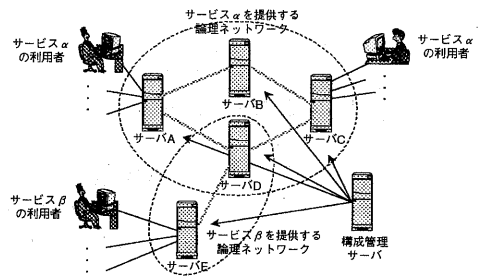 サービスαを提供する
論理ネットワーク
サービスα
の利用者
サービスα
の利用者
サーバB
サーバA
サーバC
サーバD
サービスβ
の利用者
サービスβを提供する
論理ネットワーク
構成管理
サーバ
サーバE